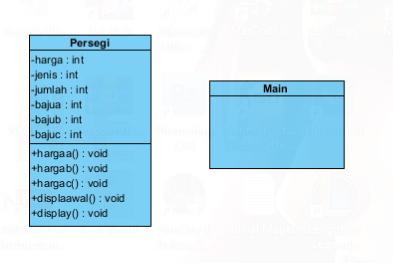 Persegi
-harga : int
-jenis : int
-jumlah : int
-bajua : int
-bajub : int
-bajuc : int
+hargaa() : void
+hargab() : void
+hargac() : void
+displaawal() : void
+display() : void
Main